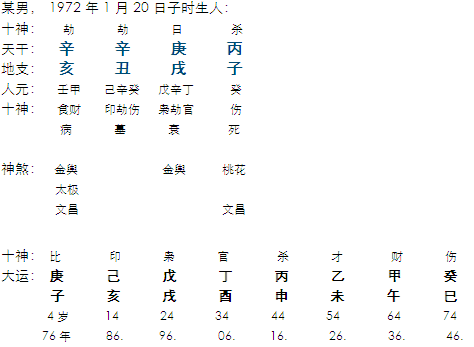 某男，1972 年 1 月 20 日子时生人：
十神： 劫 劫 日 杀
天干： 辛 辛 庚 丙
地支： 亥 丑 戌 子
人元： 壬甲 己辛癸 戊辛丁 癸
十神： 食财 印劫伤 枭劫官 伤
病 墓 衰 死
神煞： 金舆 金舆 桃花
太极
文昌 文昌
十神： 比 印 枭 官 杀 才 财 伤
大运： 庚 己 戊 丁 丙 乙 甲 癸
子 亥 戌 酉 申 未 午 巳
4 岁 14 24 34 44 54 64 74
76 年 86. 96. 06. 16. 26. 36. 46.